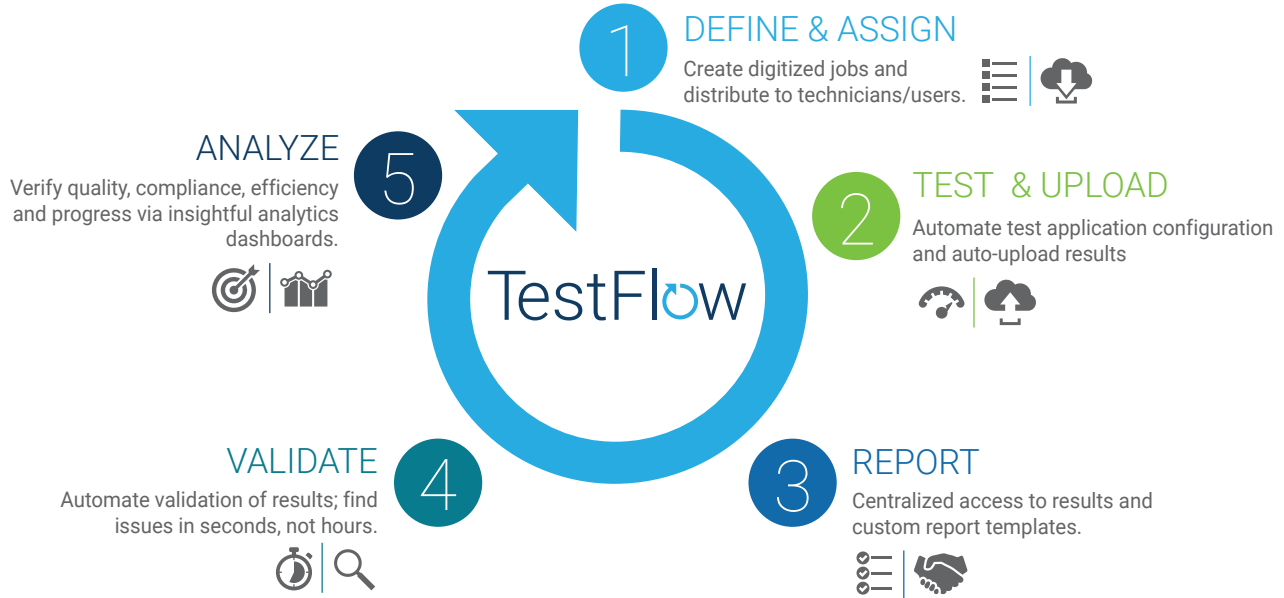 1
DEFINE & ASSIGN
Create digitized jobs and
distribute to technicians/users.
2
TEST & UPLOAD
Automate test application configuration
and auto-upload results
3
REPORT
Centralized access to results and
custom report templates.
4
VALIDATE
Automate validation of results; find
issues in seconds, not hours.
5
ANALYZE
Verify quality, compliance, efficiency
and progress via insightful analytics
dashboards.
TestFlow